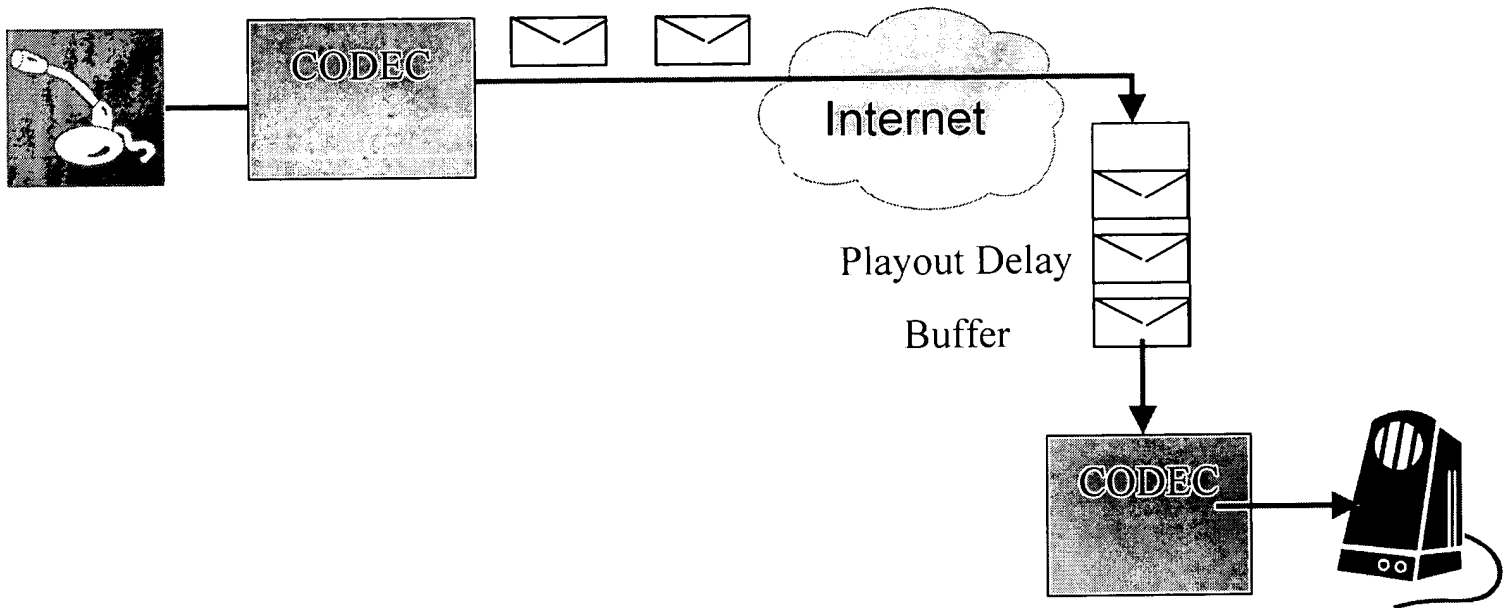 CODEC
Internet
Playout Delay
Buffer
CODEC